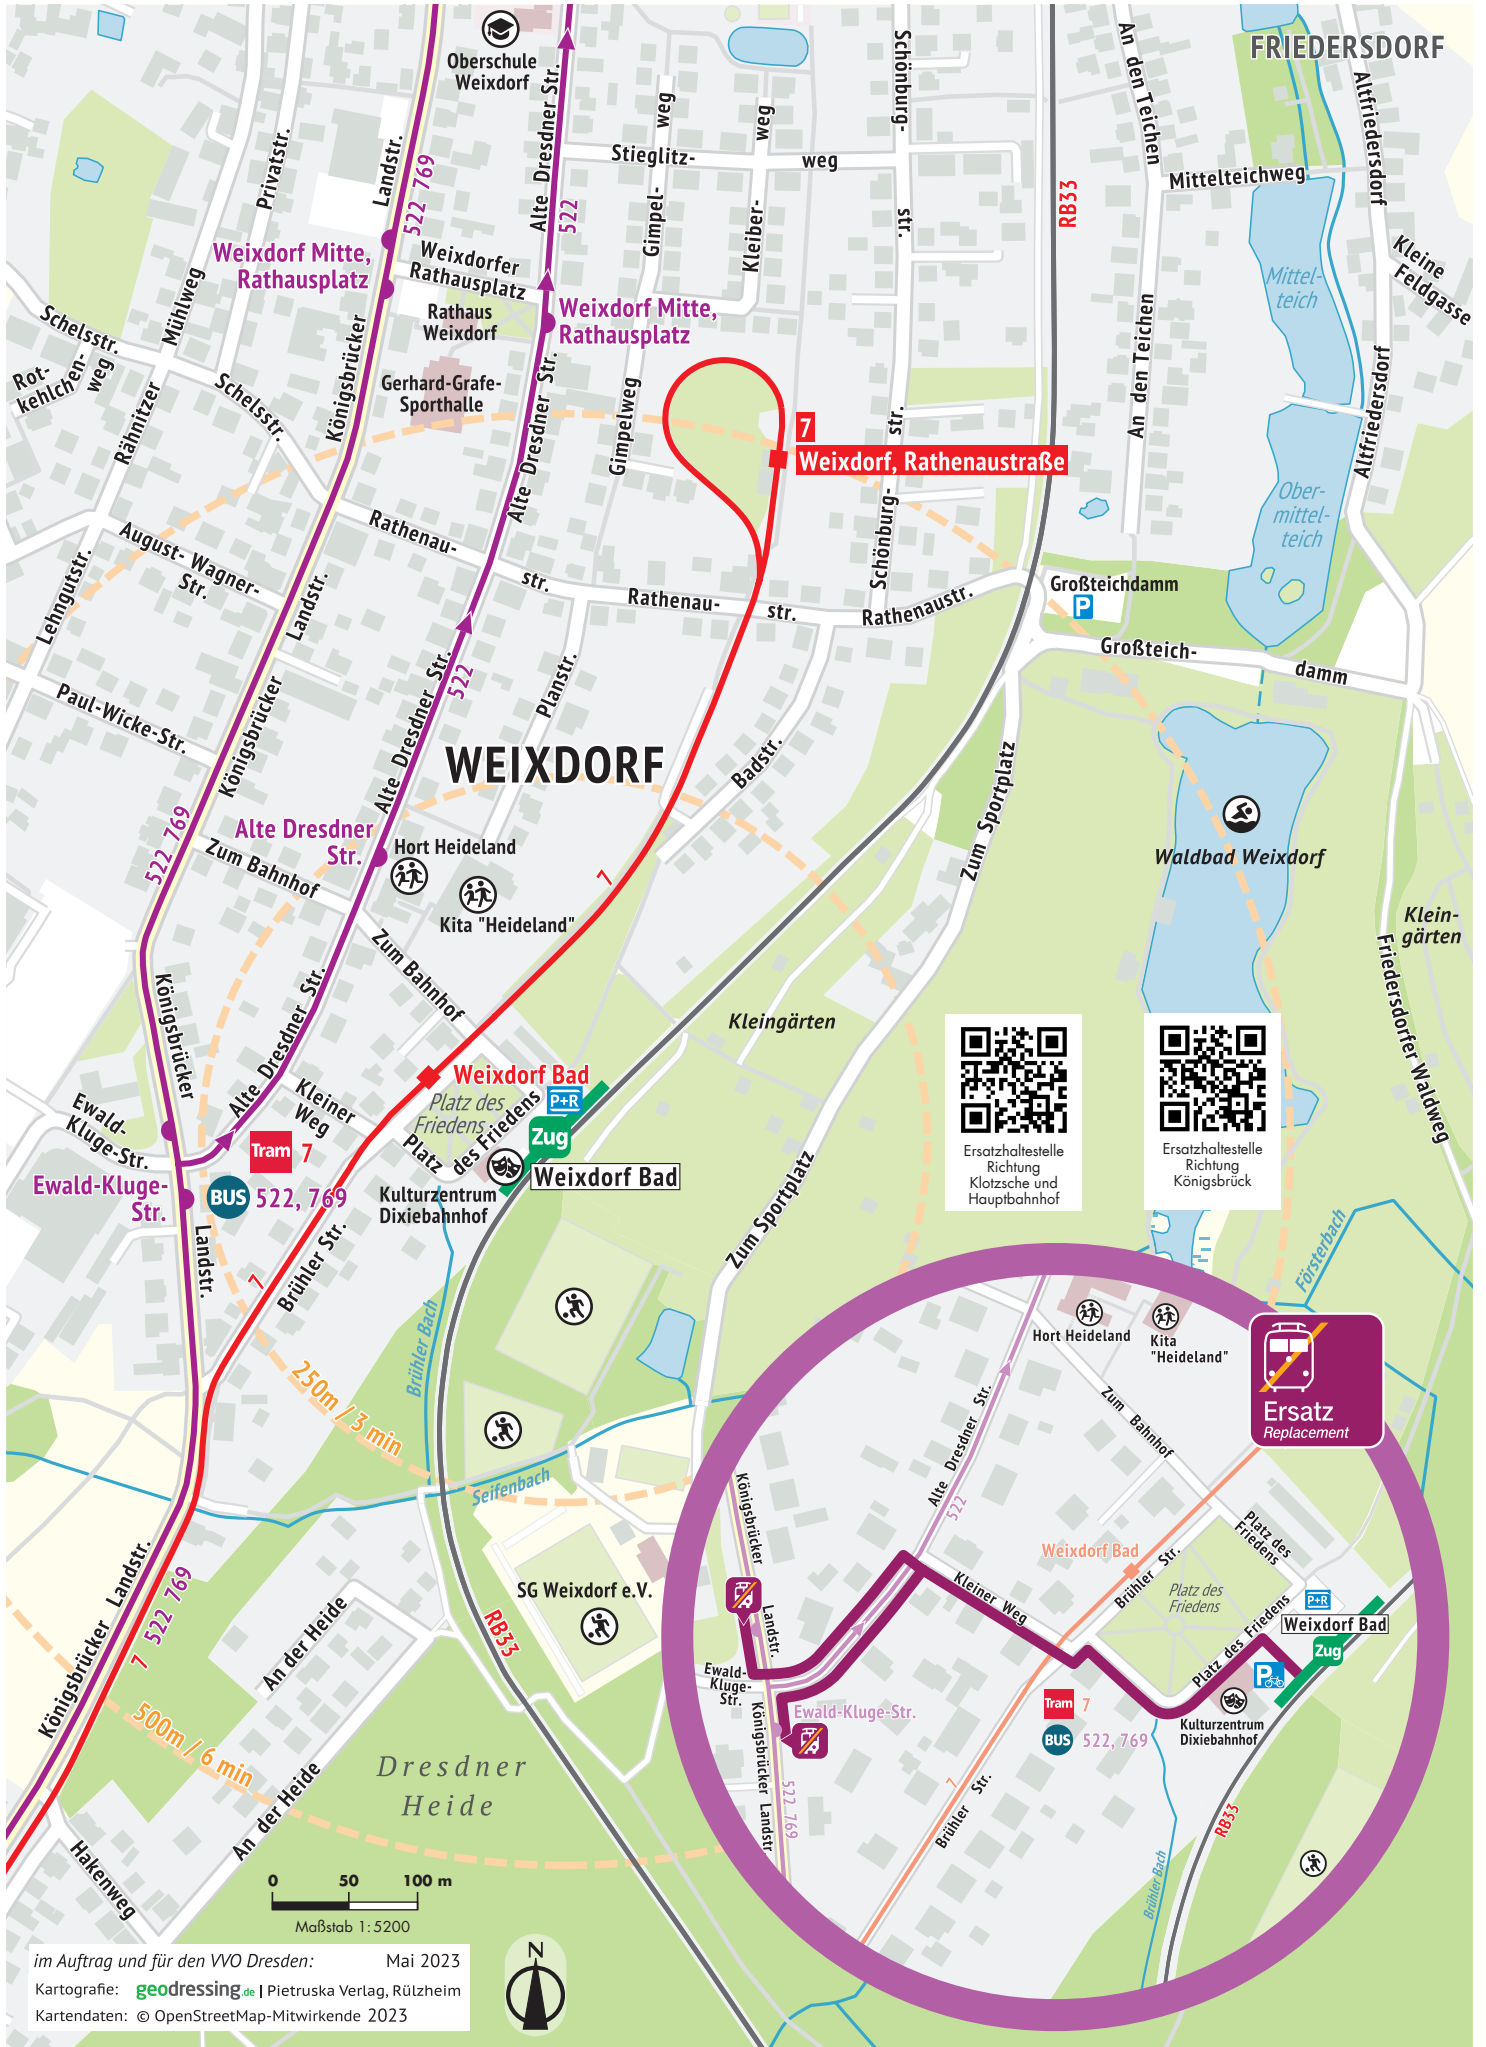 FRIEDERSDORF
Oberschule
Weixdorf
Alte Dresdner Str.
Schönburg-
str.
An den Teichen
Altfriedersdorf
Privatstr.
Landstr.
522 769
Stieglitz-
weg
Gimpel-
weg
Kleiber-
weg
RB33
Mittelteichweg
522
Weixdorf Mitte,
Rathausplatz
Weixdorfer
Rathausplatz
Rathaus
Weixdorf
Weixdorf Mitte,
Rathausplatz
Kleine
Feldgasse
Mittel-
teich
Mühlweg
Schelsstr.
Rot-
kehlchen-
weg
Rähnitzer
Schelsstr.
Königsbrücker
Gerhard-Grafe-
Sporthalle
Alte Dresdner Str.
Gimpelweg
An den Teichen
Altfriedersdorf
7
Weixdorf, Rathenaustraße
Schönburg-
str.
Ober-
mittel-
teich
August- Wagner-
Str.
Lehngutstr.
Landstr.
Rathenau-
str.
Rathenau-
str.
Rathenaustr.
Großteichdamm
P
Großteich-
damm
Paul-Wicke-Str.
Königsbrücker
Alte Dresdner Str.
522
Planstr.
WEIXDORF
Badstr.
Zum Sportplatz
Waldbad Weixdorf
522 769
Alte Dresdner
Str.
Hort Heideland
Kita "Heideland"
Zum Bahnhof
7
Zum Bahnhof
Klein-
gärten
Friedersdorfer Waldweg
Königsbrücker
Alte Dresdner Str.
Kleingärten
Weixdorf Bad
Platz des
Friedens
P+R
Zug
Weixdorf Bad
Platz des Friedens
Kleiner
Weg
Ewald-
Kluge-Str.
Tram 7
BUS 522, 769
Ewald-Kluge-
Str.
Kulturzentrum
Dixiebahnhof
Ersatzhaltestelle
Richtung
Klotzsche und
Hauptbahnhof
Ersatzhaltestelle
Richtung
Königsbrück
Landstr.
7
Brühler Str.
Zum Sportplatz
Försterbach
Brühler Bach
250m / 3 min
Seifenbach
Ersatz
Replacement
Hort Heideland
Kita
"Heideland"
Zum Bahnhof
Alte Dresdner Str.
522
Königsbrücker
Landstr.
Weixdorf Bad
Brühler Str.
Platz des
Friedens
Platz des
Friedens
P+R
Weixdorf Bad
Zug
Platz des Friedens
P
Kleiner Weg
Ewald-
Kluge-
Str.
Ewald-Kluge-Str.
Königsbrücker Landstr
522 769
Tram 7
BUS 522, 769
Kulturzentrum
Dixiebahnhof
7
Brühler Str.
RB33
Brühler Bach
SG Weixdorf e.V.
RB33
Königsbrücker Landstr.
7 522 769
An der Heide
500m / 6 min
An der Heide
Dresdner
Heide
Hakenweg
0 50 100 m
Maßstab 1:5200
N
im Auftrag und für den VVO Dresden: Mai 2023
Kartografie: geodressing.de | Pietruska Verlag, Rülzheim
Kartendaten: © OpenStreetMap-Mitwirkende 2023